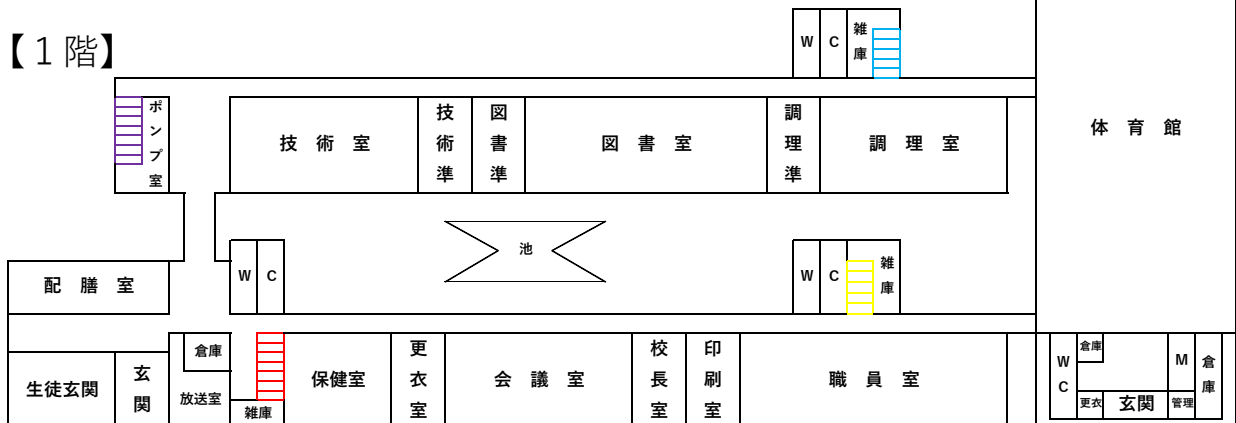 【１階】
W
C
雑庫
ポンプ室
技術室
技術準
図書準
図書室
調理準
調理室
体育館
池
配膳室
W
C
W
C
雑庫
生徒玄関
玄関
倉庫
放送室
雑庫
保健室
更衣室
会議室
校長室
印刷室
職員室
WC
倉庫
更衣
玄関
M
管理
倉庫